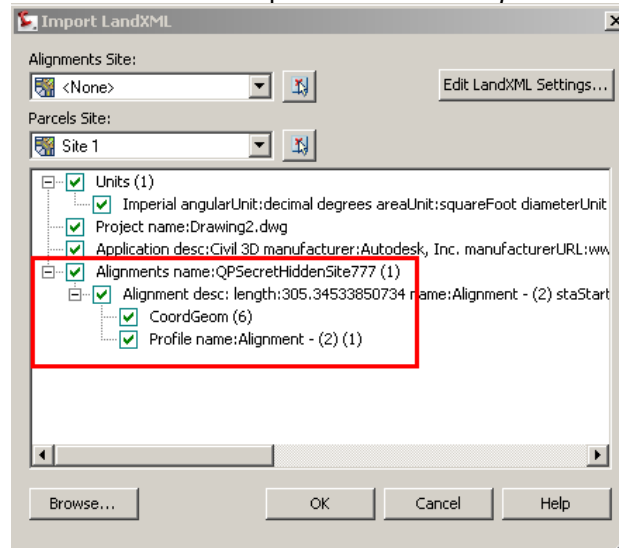 Import LandXML
Alignments Site:
<None>
Edit LandXML Settings...
Parcels Site:
Site 1
Units (1)
Imperial angularUnit:decimal degrees areaUnit:squareFoot diameterUnit
Project name:Drawing2.dwg
Application desc:Civil 3D manufacturer:Autodesk, Inc. manufacturerURL:ww
Alignments name:QPSecretHiddenSite777 (1)
Alignment desc: length:305.34533850734 name:Alignment - (2) staStart
CoordGeom (6)
Profile name:Alignment - (2) (1)
Browse...
OK
Cancel
Help